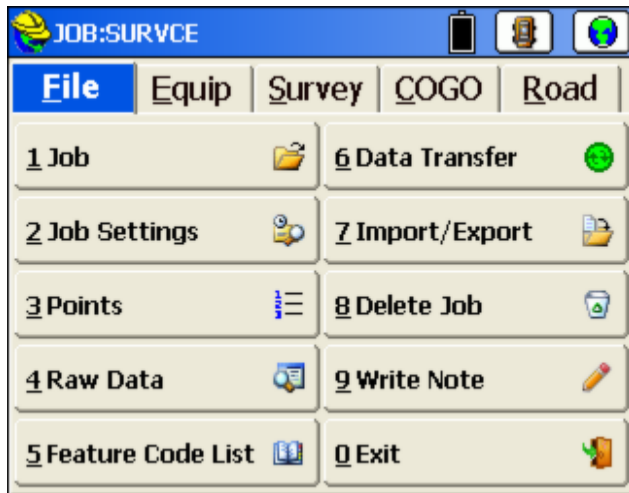 JOB:SURVCE
File Equip Survey COGO Road
1 Job 6 Data Transfer
2 Job Settings 7 Import/Export
3 Points 8 Delete Job
4 Raw Data 9 Write Note
5 Feature Code List 0 Exit